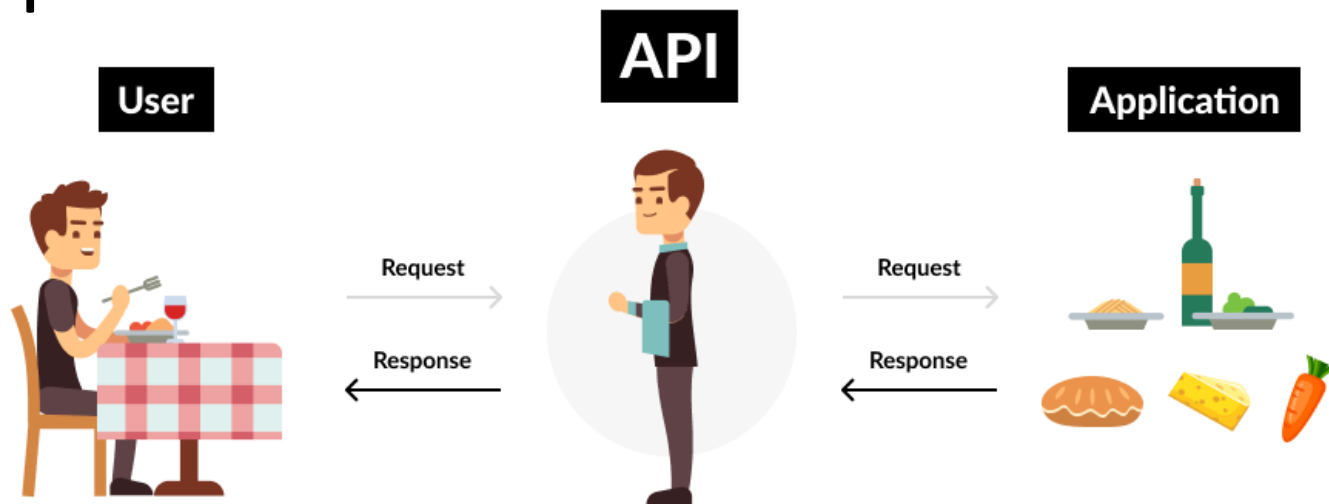 User
API
Application
Request
Request
Response
Response